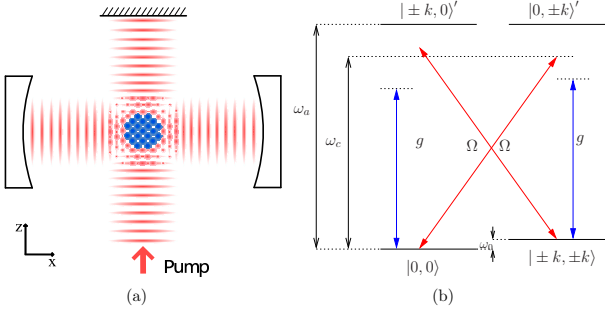 z
x
Pump
(a)
| ± k, 0⟩′
|0, ±k⟩′
ω_a
ω_c
g
Ω
Ω
g
ω_0
|0, 0⟩
| ± k, ±k⟩
(b)